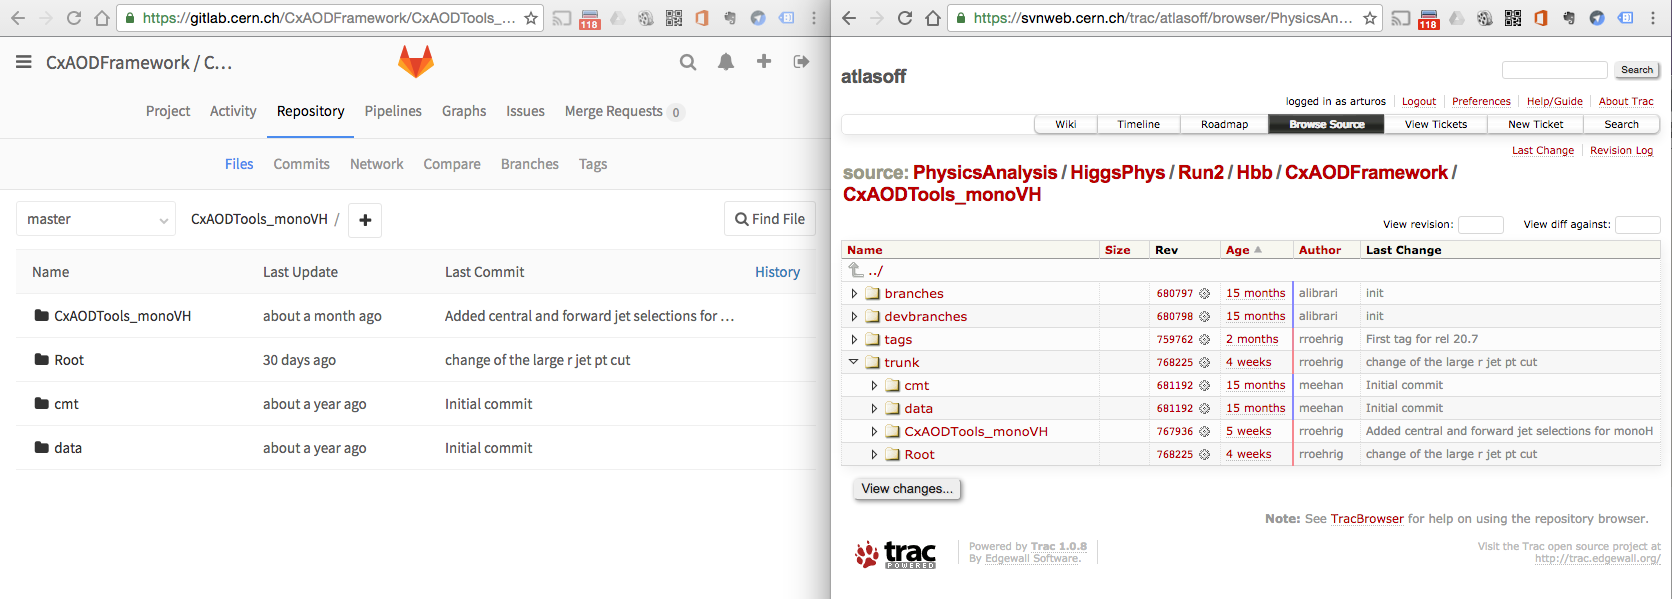 https://gitlab.cern.ch/CxAODFramework/CxAODTools_...
118
CxAODFramework / C...
Project Activity Repository Pipelines Graphs Issues Merge Requests 0
Files Commits Network Compare Branches Tags
master CxAODTools_monoVH / + Find File
Name Last Update Last Commit History
CxAODTools_monoVH about a month ago Added central and forward jet selections for ...
Root 30 days ago change of the large r jet pt cut
cmt about a year ago Initial commit
data about a year ago Initial commit
https://svnweb.cern.ch/trac/atlasoff/browser/PhysicsAn...
118
atlasoff
Search
logged in as arturos Logout Preferences Help/Guide About Trac
Wiki Timeline Roadmap Browse Source View Tickets New Ticket Search
Last Change Revision Log
source: PhysicsAnalysis / HiggsPhys / Run2 / Hbb / CxAODFramework /
CxAODTools_monoVH
View revision: View diff against:
Name Size Rev Age Author Last Change
../
branches 680797 15 months alibrari init
devbranches 680798 15 months alibrari init
tags 759762 2 months rroehrig First tag for rel 20.7
trunk 768225 4 weeks rroehrig change of the large r jet pt cut
cmt 681192 15 months meehan Initial commit
data 681192 15 months meehan Initial commit
CxAODTools_monoVH 767936 5 weeks rroehrig Added central and forward jet selections for monoH
Root 768225 4 weeks rroehrig change of the large r jet pt cut
View changes...
Note: See TracBrowser for help on using the repository browser.
trac
POWERED
Powered by Trac 1.0.8
By Edgewall Software.
Visit the Trac open source project at
http://trac.edgewall.org/